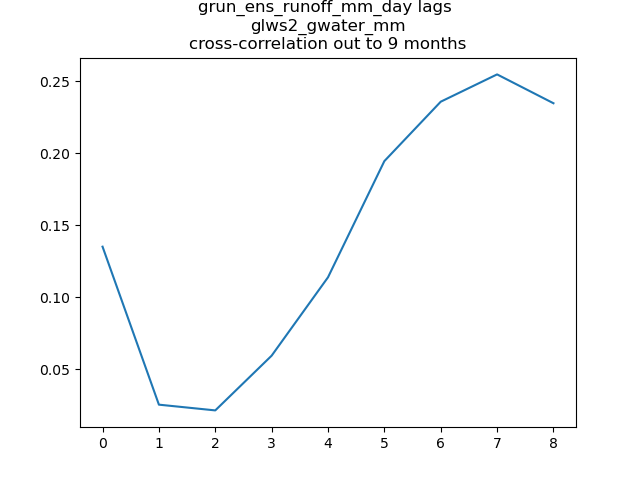 grun_ens_runoff_mm_day lags
glws2_gwater_mm
cross-correlation out to 9 months
0.25
0.20
0.15
0.10
0.05
0 1 2 3 4 5 6 7 8